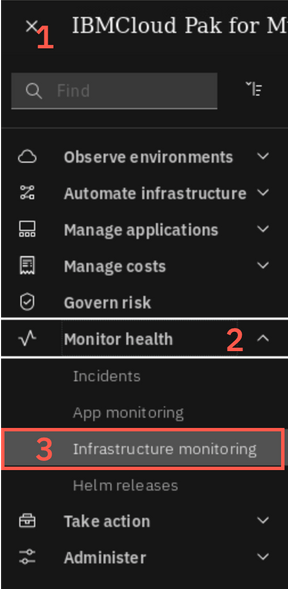 1 IBMCloud Pak for M
Find
Observe environments
Automate infrastructure
Manage applications
Manage costs
Govern risk
Monitor health 2
Incidents
App monitoring
3 Infrastructure monitoring
Helm releases
Take action
Administer